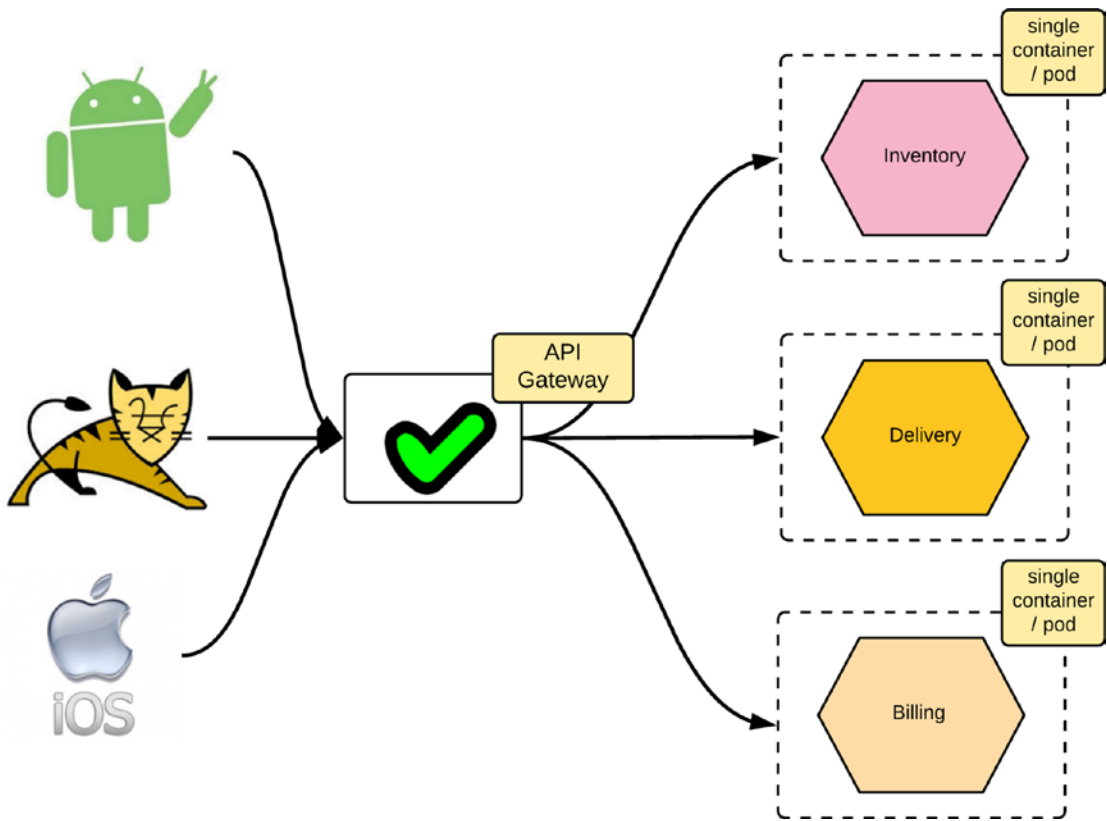 single
container
/ pod
Inventory
API
Gateway
single
container
/ pod
Delivery
iOS
single
container
/ pod
Billing